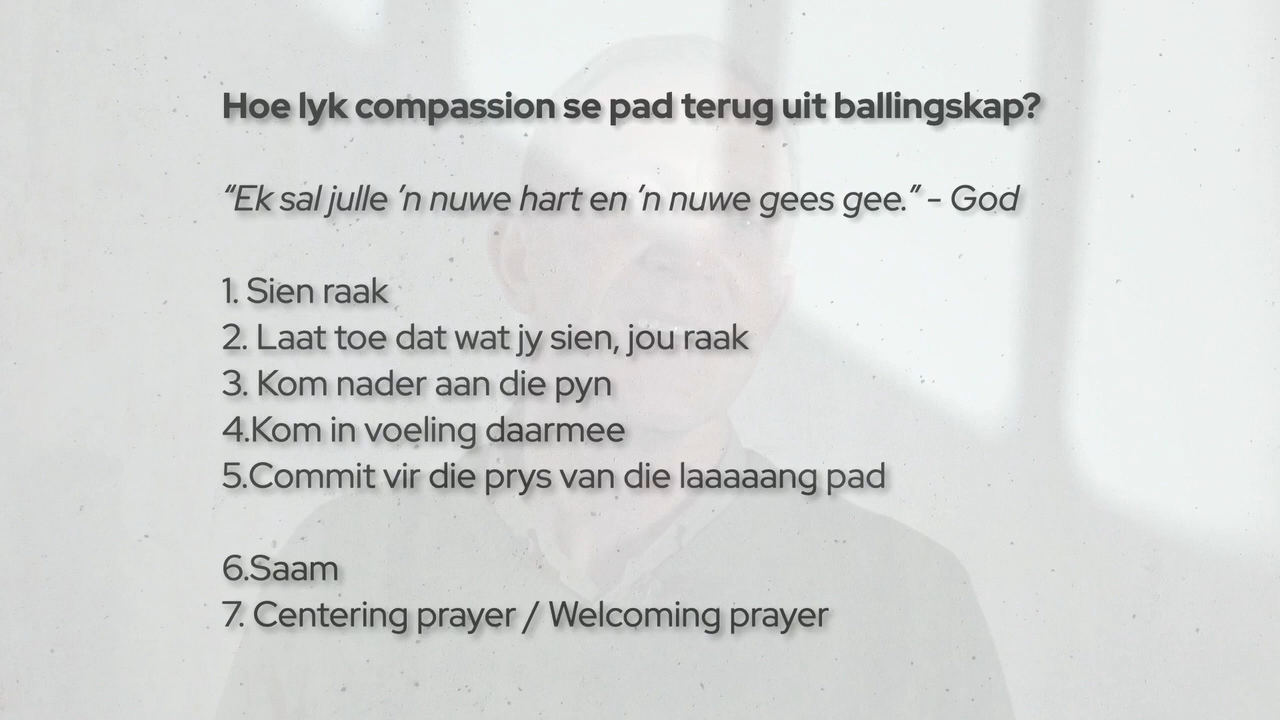 Hoe lyk compassion se pad terug uit ballingskap?
“Ek sal julle ’n nuwe hart en ’n nuwe gees gee.” - God
1. Sien raak
2. Laat toe dat wat jy sien, jou raak
3. Kom nader aan die pyn
4.Kom in voeling daarmee
5.Commit vir die prys van die laaaaang pad
6.Saam
7. Centering prayer / Welcoming prayer